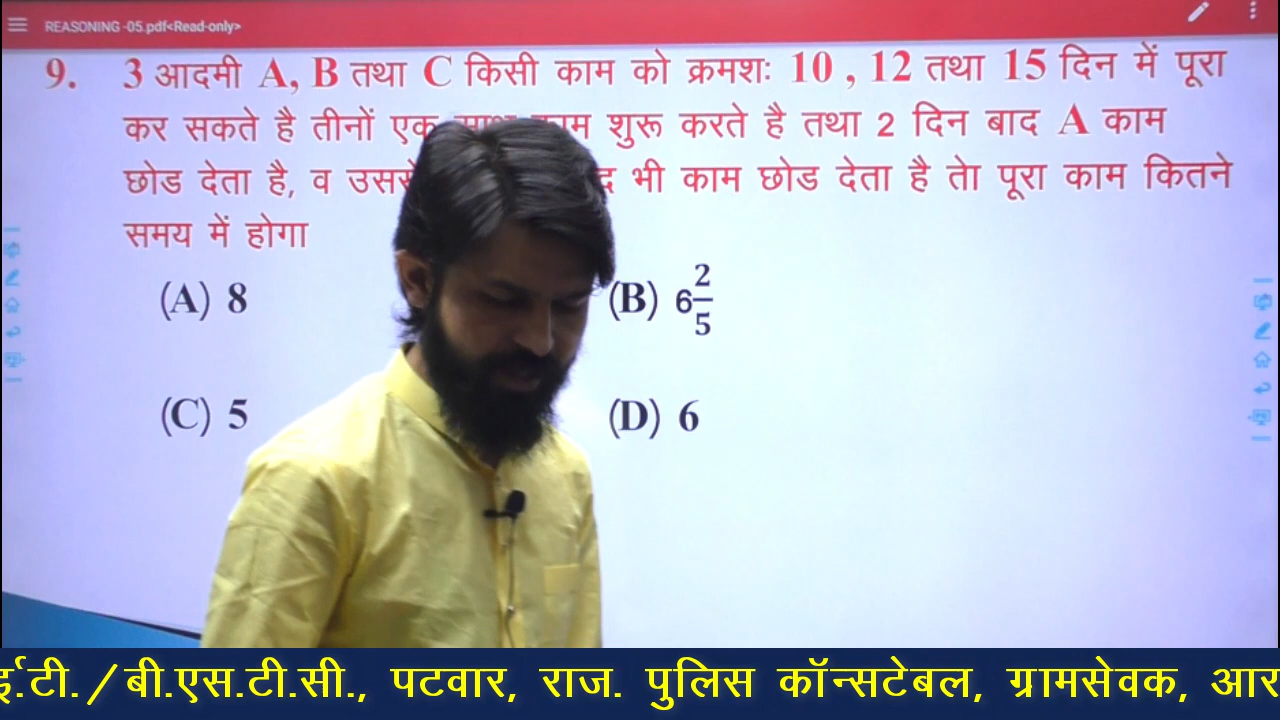 REASONING -05.pdf<Read-only>
9. 3 आदमी A, B तथा C किसी काम को क्रमशः 10 , 12 तथा 15 दिन में पूरा
कर सकते है तीनों एक साथ काम शुरू करते है तथा 2 दिन बाद A काम
छोड देता है, व भी काम छोड देता है तेा पूरा काम कितने
समय में होगा
(A) 8
(B) 6 2/5
(C) 5
(D) 6
ई.टी./बी.एस.टी.सी., पटवार, राज. पुलिस कॉन्सटेबल, ग्रामसेवक, आर